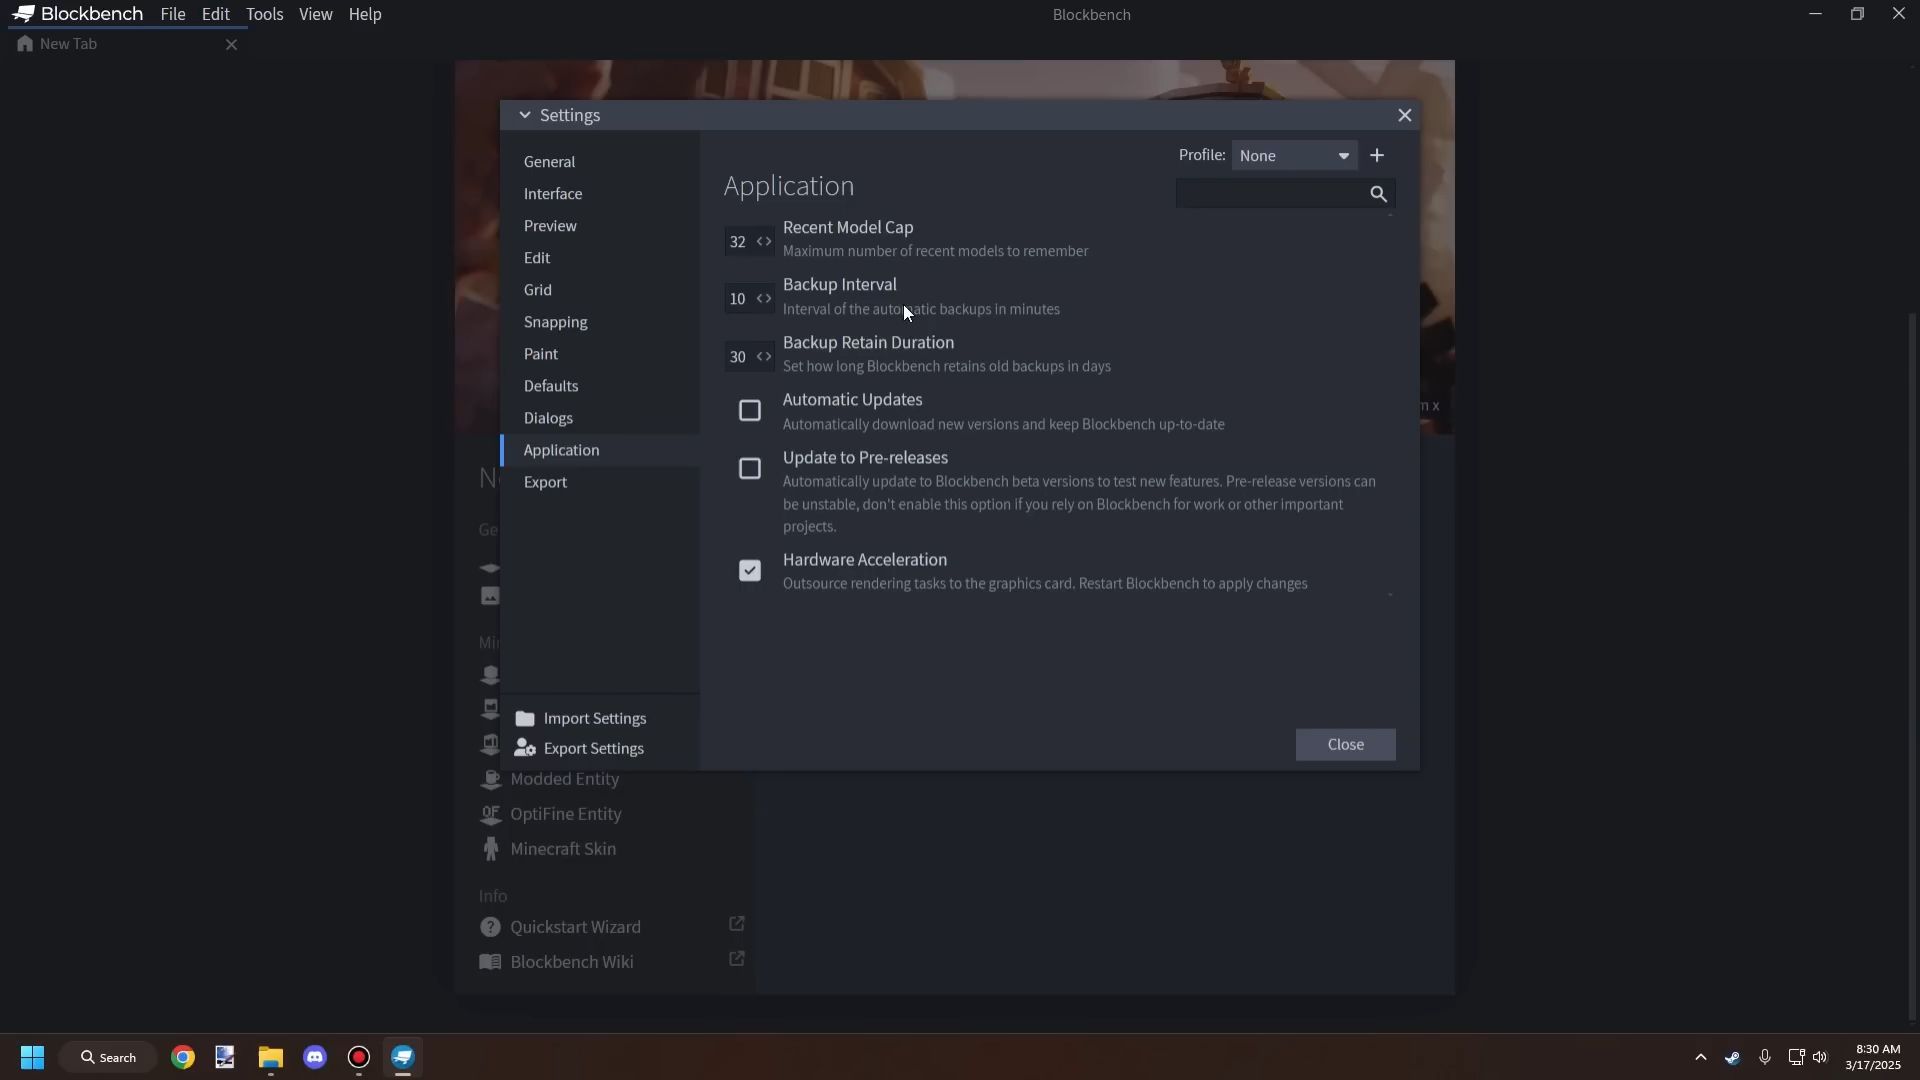 Blockbench File Edit Tools View Help
Blockbench
New Tab
Settings
General
Interface
Preview
Edit
Grid
Snapping
Paint
Defaults
Dialogs
Application
Export
Import Settings
Export Settings
Profile: None
Application
32 Recent Model Cap
Maximum number of recent models to remember
10 Backup Interval
Interval of the automatic backups in minutes
30 Backup Retain Duration
Set how long Blockbench retains old backups in days
Automatic Updates
Automatically download new versions and keep Blockbench up-to-date
Update to Pre-releases
Automatically update to Blockbench beta versions to test new features. Pre-release versions can
be unstable, don't enable this option if you rely on Blockbench for work or other important
projects.
Hardware Acceleration
Outsource rendering tasks to the graphics card. Restart Blockbench to apply changes
Close
Modded Entity
OF OptiFine Entity
Minecraft Skin
Info
Quickstart Wizard
Blockbench Wiki
Search
8:30 AM
3/17/2025